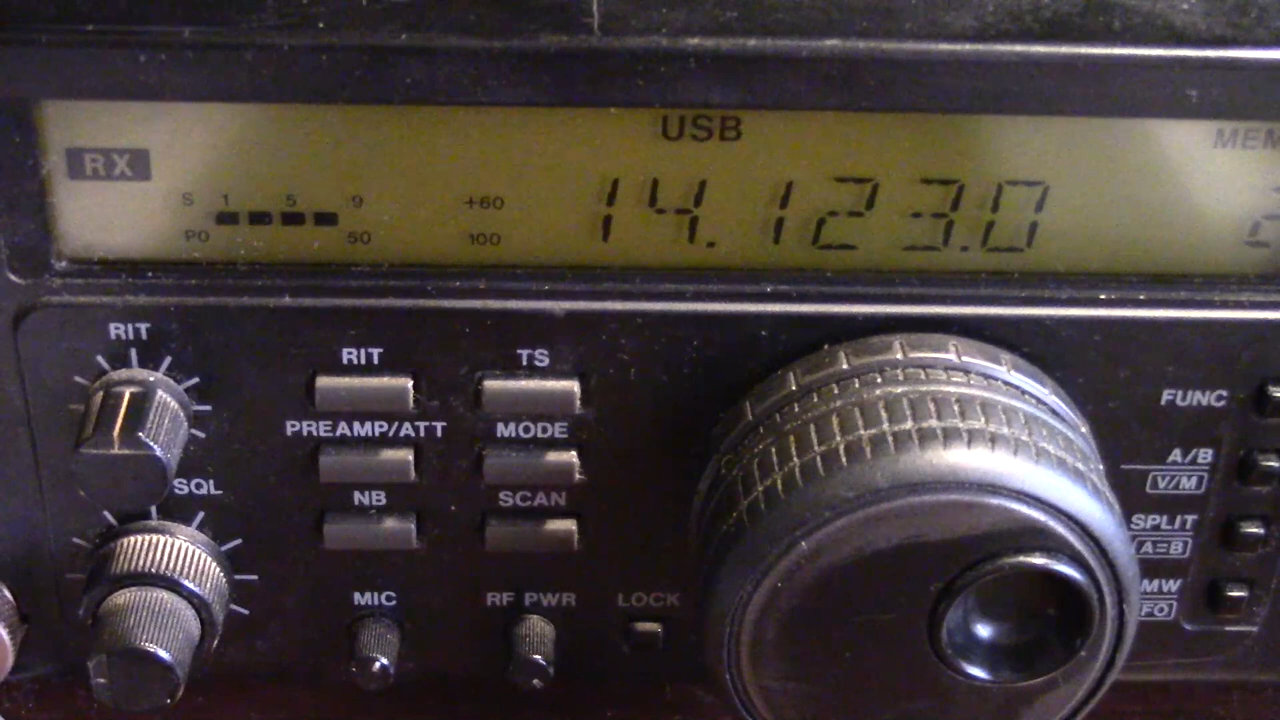 USB
MEM
RX
14.123.0
S 1 5 9 +60
PO 50 100
RIT
RIT
TS
FUNC
PREAMP/ATT
MODE
A/B
V/M
SQL
NB
SCAN
SPLIT
A=B
MW
FO
MIC
RF PWR
LOCK